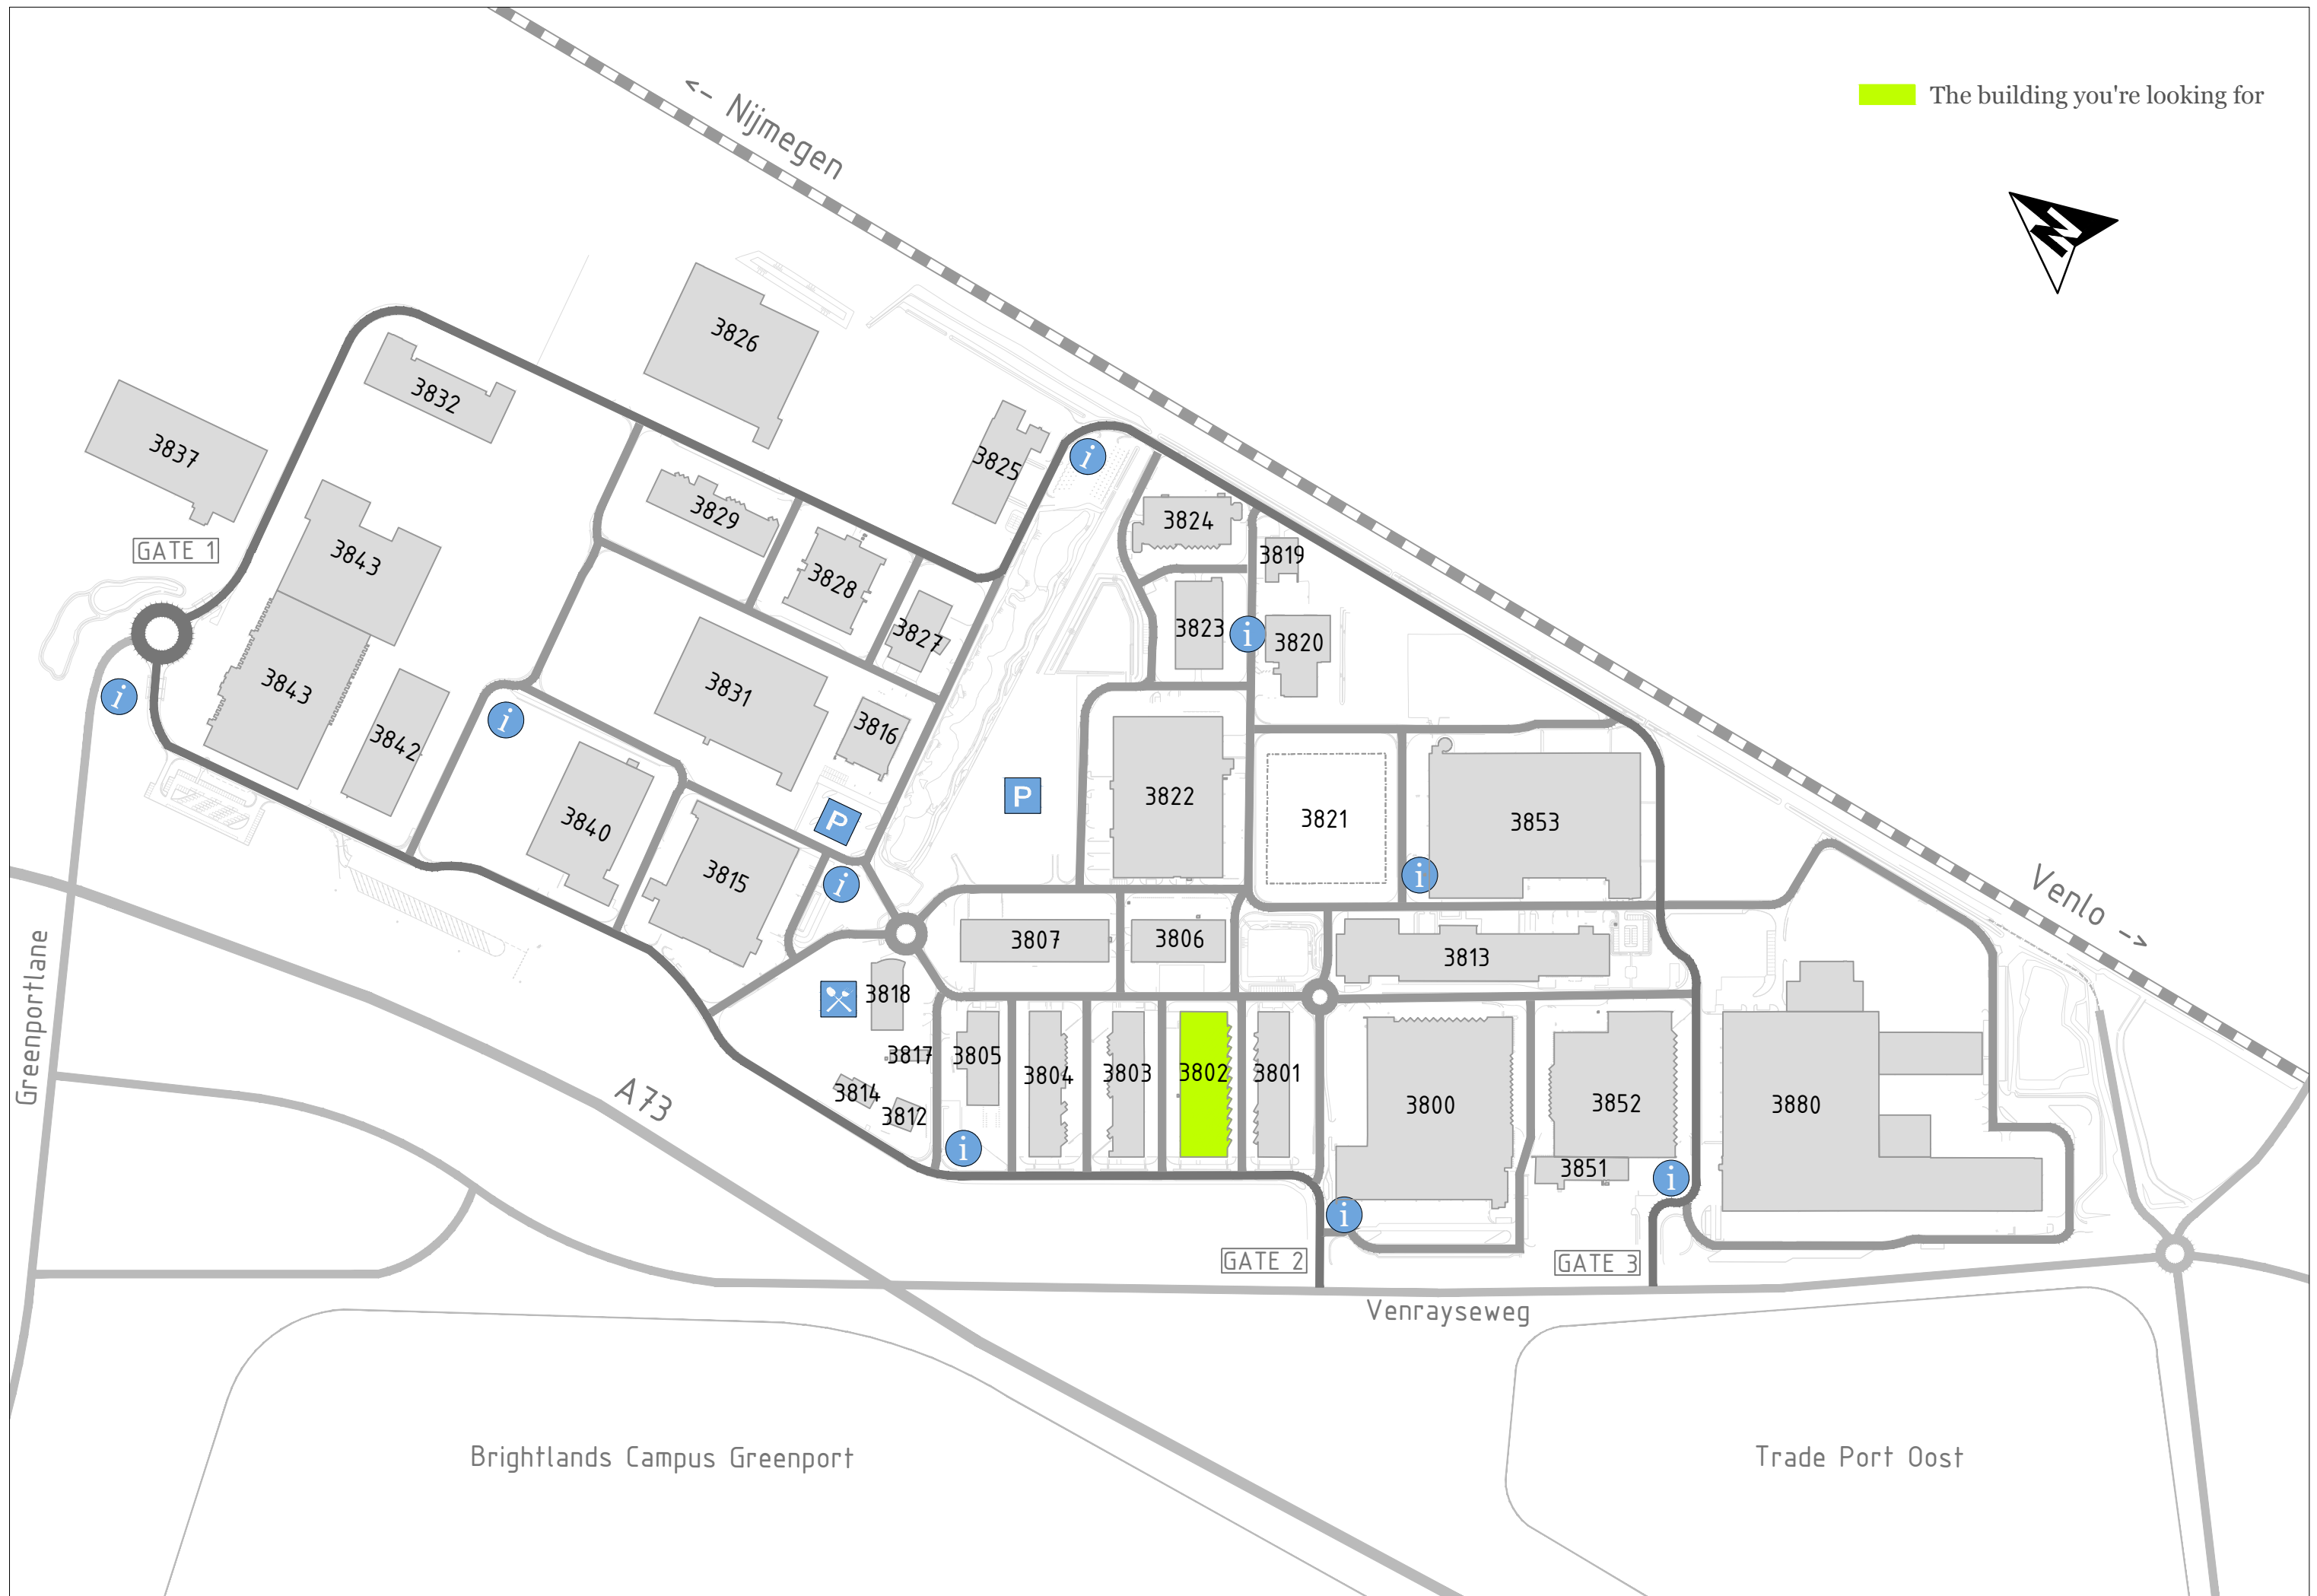 <- Nijmegen
The building you're looking for
N
3826
3832
3837
3825
3829
3824
GATE 1
3843
3819
3828
3823
3827
3820
3843
i
3831
3816
3842
i
i
i
i
P
P
3822
3821
3853
3840
3815
i
i
Venlo ->
3807
3806
3813
Greenportlane
3818
3817
3805
3804
3803
3802
3801
3800
3852
3880
3814
3812
A73
i
3851
i
i
GATE 2
GATE 3
Venrayseweg
Brightlands Campus Greenport
Trade Port Oost